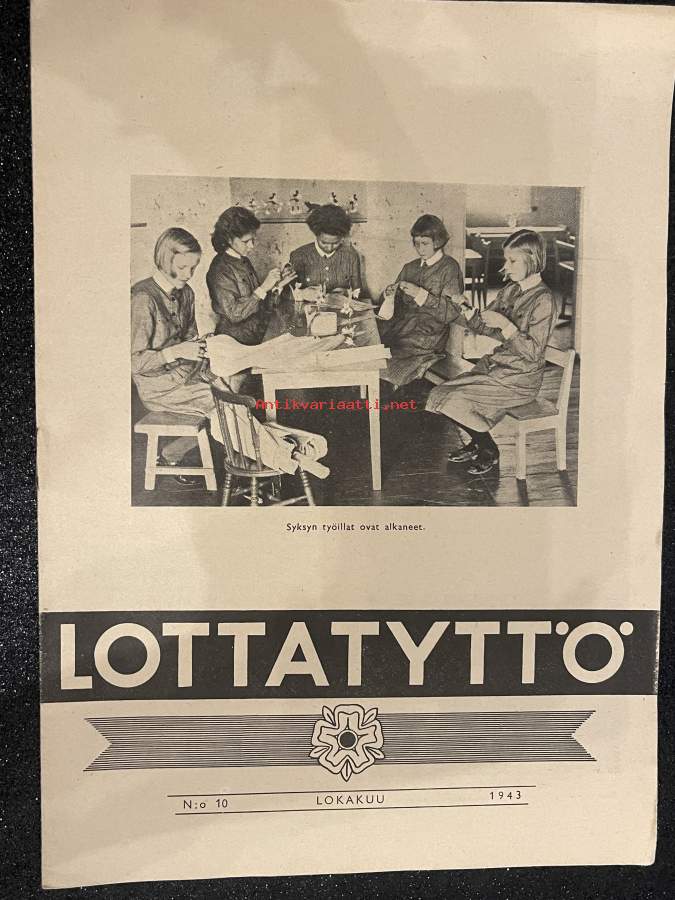 Antikvariaatti.net
Syksyn työillat ovat alkaneet.
LOTTATYTTÖ
N:o 10 LOKAKUU 1943